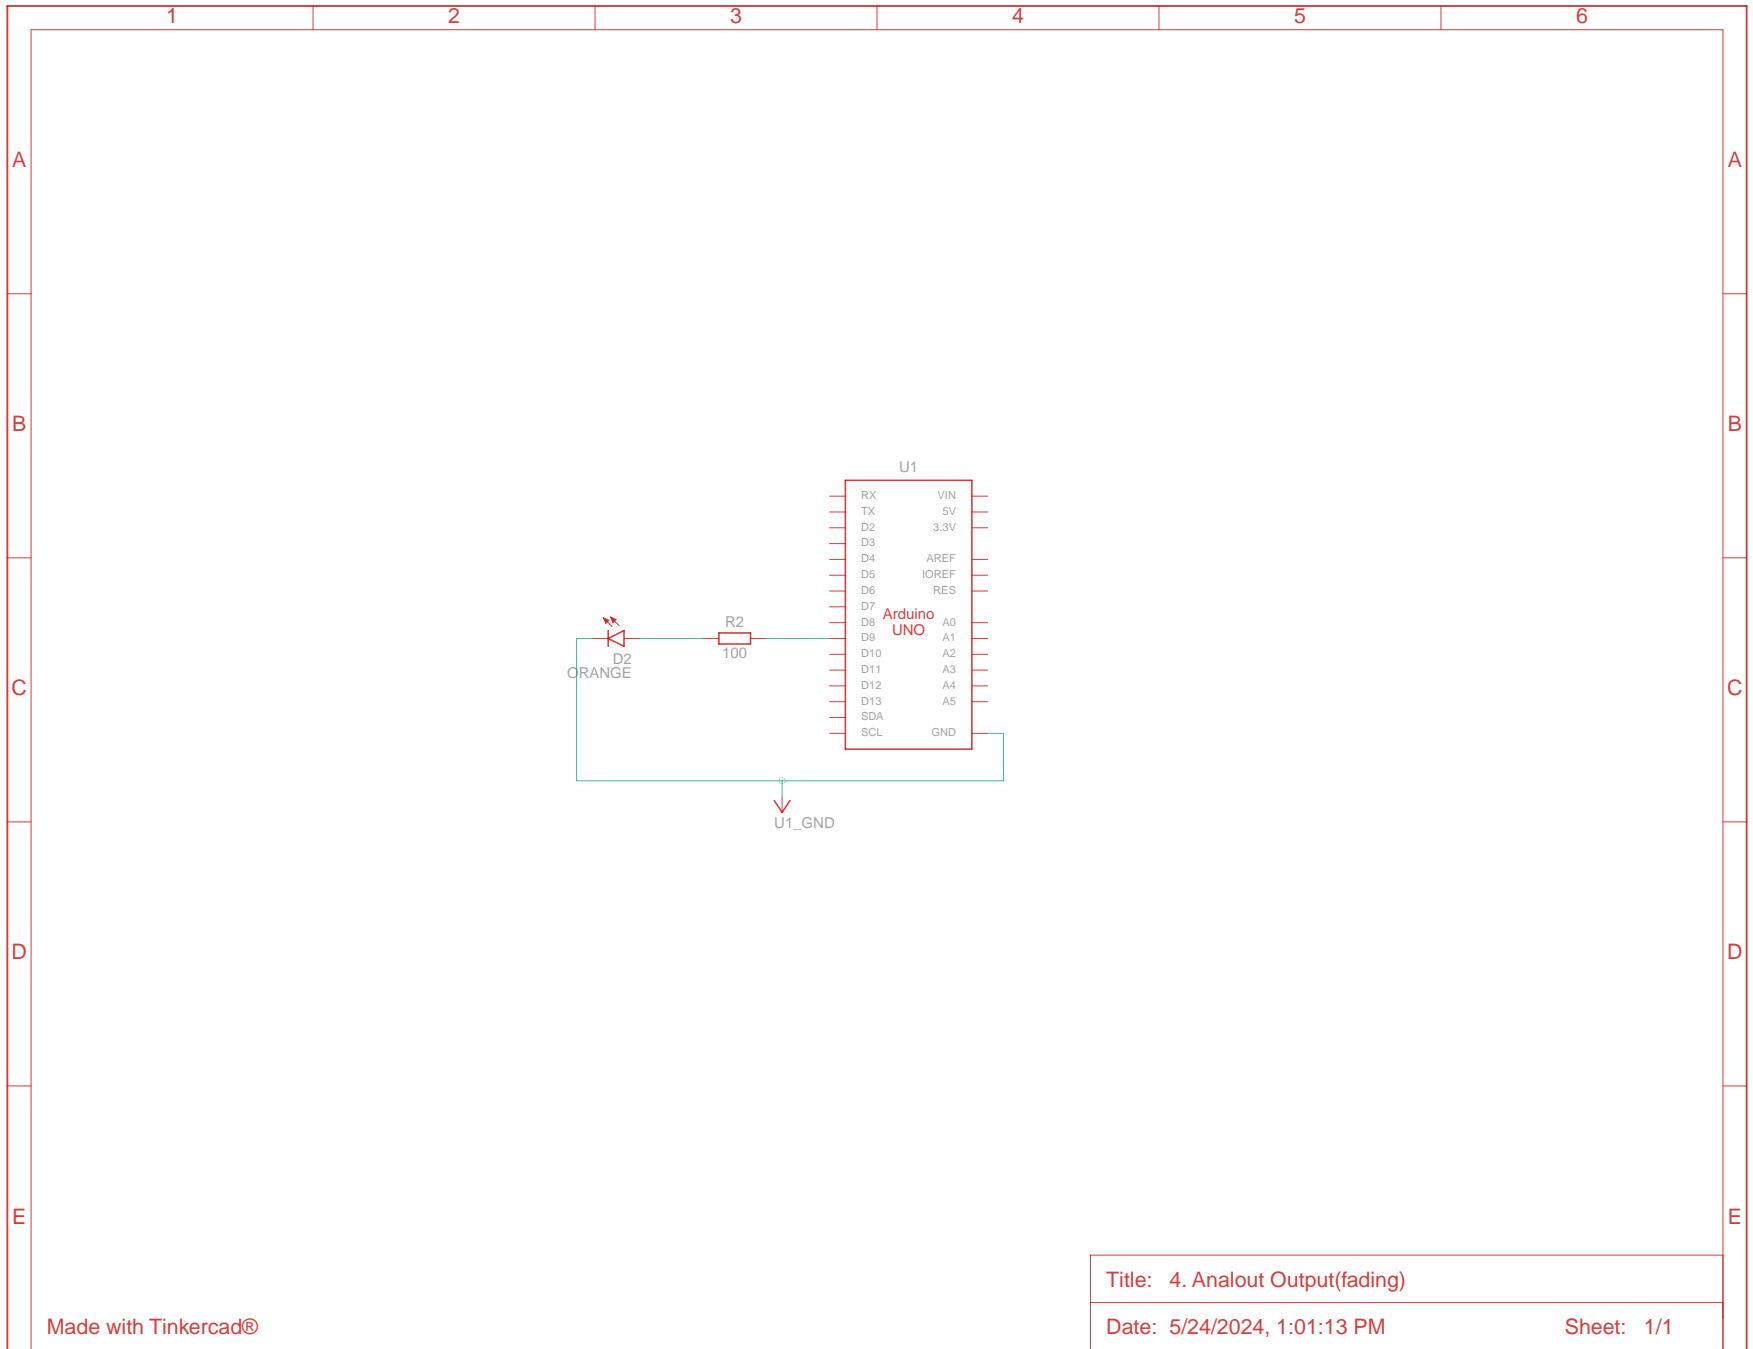 1 2 3 4 5 6
A A
B B
U1
RX VIN
TX 5V
D2 3.3V
D3
D4 AREF
D5 IOREF
D6 RES
D7
Arduino
UNO
D8 A0
D9 A1
D10 A2
D11 A3
D12 A4
D13 A5
SDA
SCL GND
R2
100
D2
ORANGE
C C
U1_GND
D D
E E
Title: 4. Analout Output(fading)
Made with Tinkercad®
Date: 5/24/2024, 1:01:13 PM Sheet: 1/1